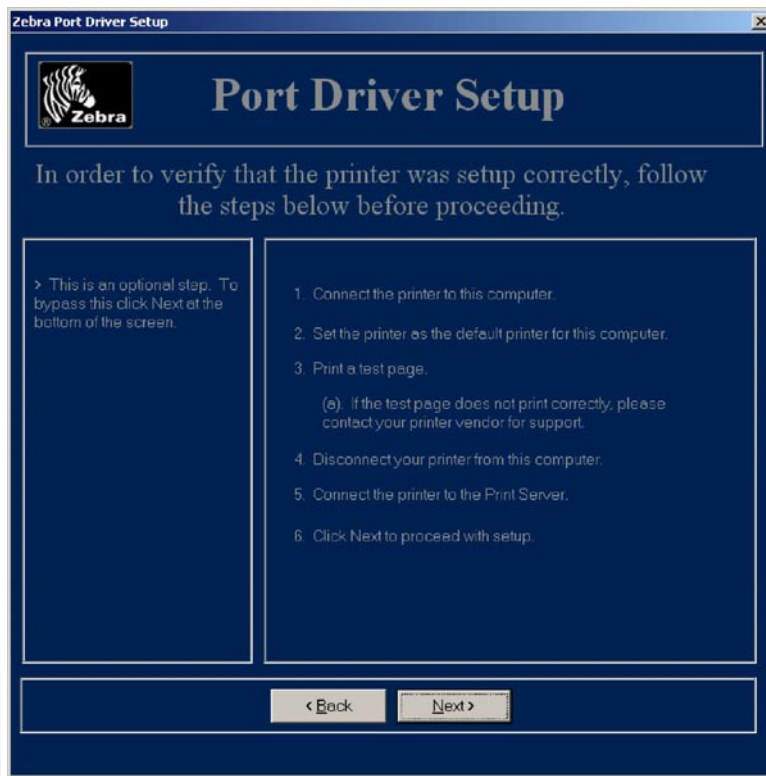 Zebra Port Driver Setup
Zebra
®
Port Driver Setup
In order to verify that the printer was setup correctly, follow
the steps below before proceeding.
> This is an optional step. To
bypass this click Next at the
bottom of the screen.
1. Connect the printer to this computer.
2. Set the printer as the default printer for this computer.
3. Print a test page.
(a). If the test page does not print correctly, please
contact your printer vendor for support.
4. Disconnect your printer from this computer.
5. Connect the printer to the Print Server.
6. Click Next to proceed with setup.
< Back
Next >